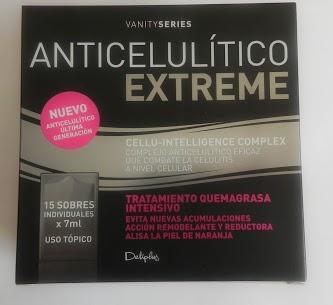 VANITYSERIES
ANTICELULÍTICO
EXTREME
NUEVO
ANTICELULÍTICO
ÚLTIMA
GENERACIÓN
CELLU-INTELLIGENCE COMPLEX
COMPLEJO ANTICELULÍTICO EFICAZ
QUE COMBATE LA CELULITIS
A NIVEL CELULAR
15 SOBRES
INDIVIDUALES
x 7ml
USO TÓPICO
TRATAMIENTO QUEMAGRASA
INTENSIVO
EVITA NUEVAS ACUMULACIONES
ACCIÓN REMODELANTE Y REDUCTORA
ALISA LA PIEL DE NARANJA
Deliplus